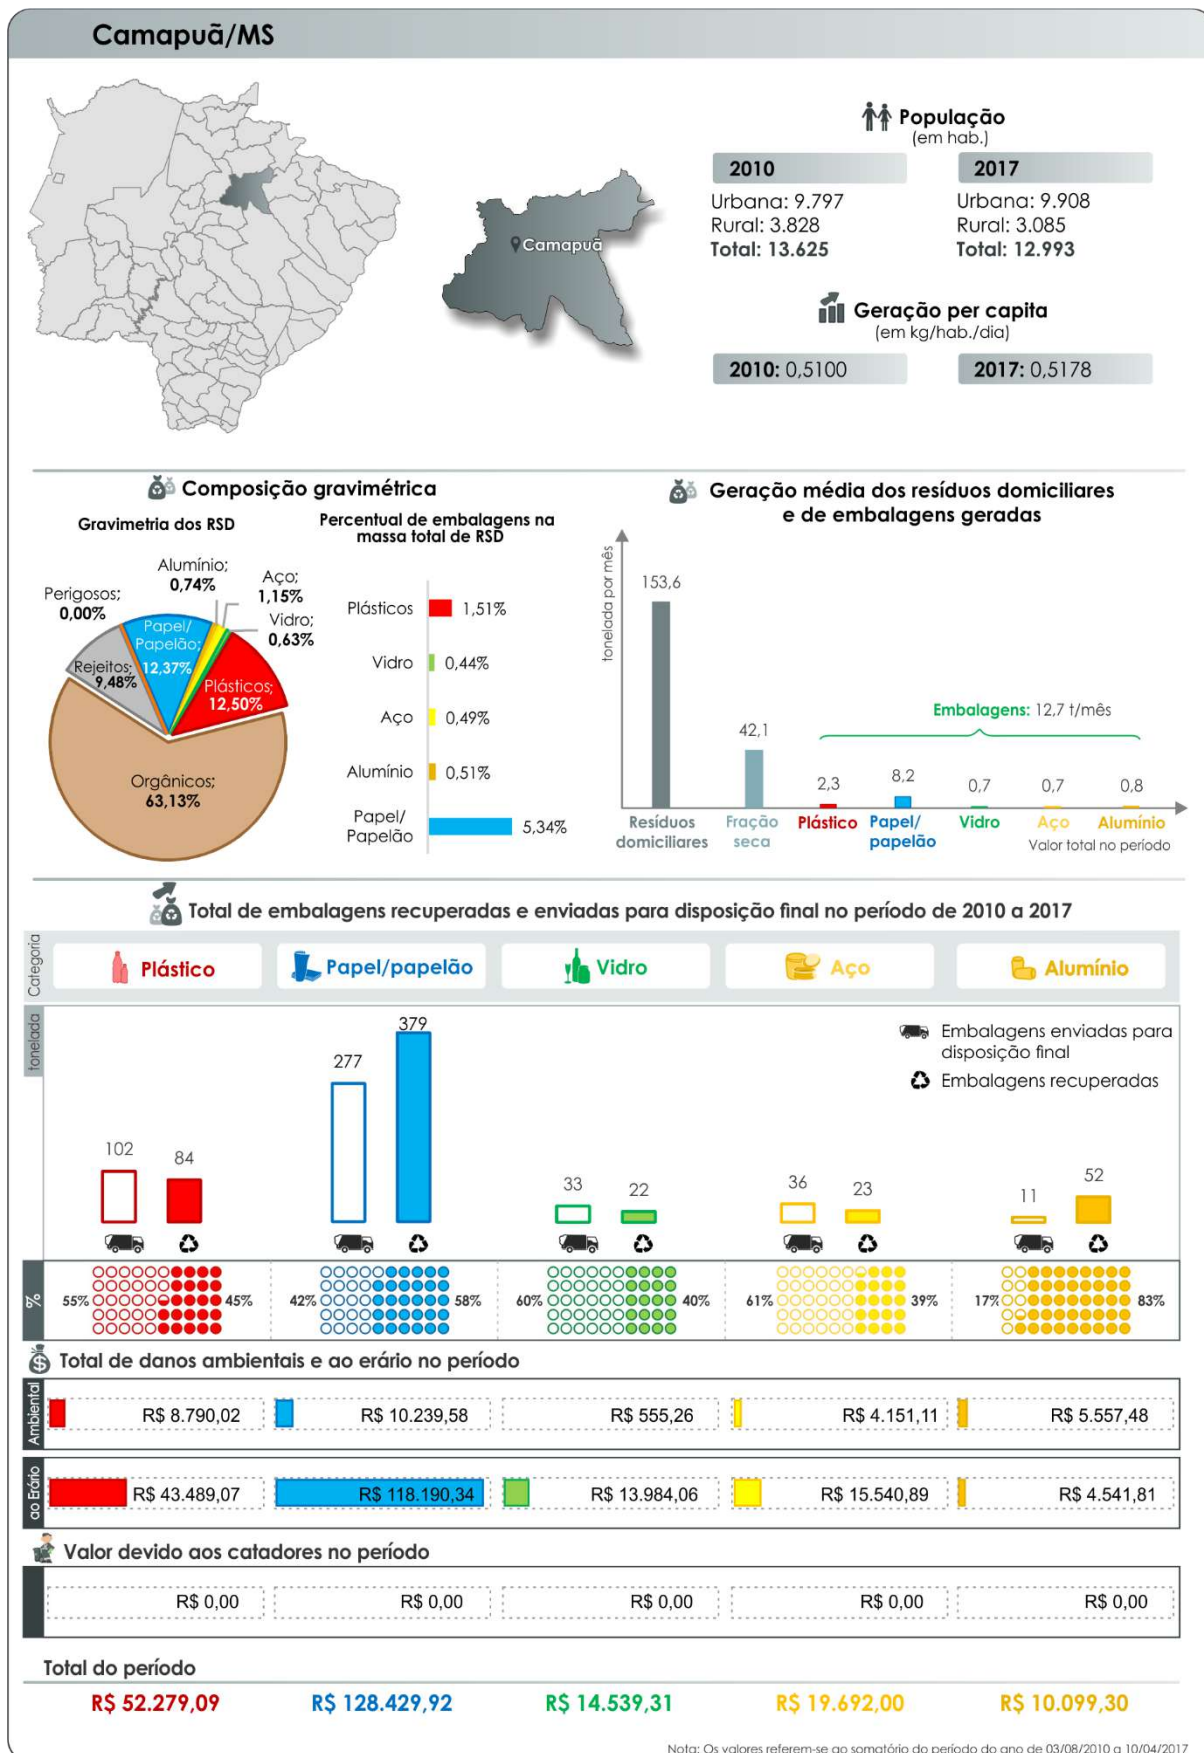 Camapuã/MS
População
(em hab.)
2010
2017
Urbana: 9.797
Rural: 3.828
Total: 13.625
Urbana: 9.908
Rural: 3.085
Total: 12.993
Camapuã
Geração per capita
(em kg/hab./dia)
2010: 0,5100
2017: 0,5178
Composição gravimétrica
Gravimetria dos RSD
Perigosos;
0,00%
Alumínio;
0,74%
Aço;
1,15%
Vidro;
0,63%
Papel/
Papelão;
12,37%
Rejeitos;
9,48%
Plásticos;
12,50%
Orgânicos;
63,13%
Percentual de embalagens na
massa total de RSD
Plásticos 1,51%
Vidro 0,44%
Aço 0,49%
Alumínio 0,51%
Papel/
Papelão 5,34%
Geração média dos resíduos domiciliares
e de embalagens geradas
tonelada por mês
153,6
42,1
Embalagens: 12,7 t/mês
2,3
8,2
0,7
0,7
0,8
Resíduos
domiciliares
Fração
seca
Plástico
Papel/
papelão
Vidro
Aço
Alumínio
Valor total no período
Total de embalagens recuperadas e enviadas para disposição final no período de 2010 a 2017
Categoria
Plástico
Papel/papelão
Vidro
Aço
Alumínio
tonelada
102
84
277
379
33
22
36
23
11
52
Embalagens enviadas para
disposição final
Embalagens recuperadas
%
55% 45%
42% 58%
60% 40%
61% 39%
17% 83%
Total de danos ambientais e ao erário no período
Ambiental
R$ 8.790,02
R$ 10.239,58
R$ 555,26
R$ 4.151,11
R$ 5.557,48
ao Erário
R$ 43.489,07
R$ 118.190,34
R$ 13.984,06
R$ 15.540,89
R$ 4.541,81
Valor devido aos catadores no período
R$ 0,00
R$ 0,00
R$ 0,00
R$ 0,00
R$ 0,00
Total do período
R$ 52.279,09
R$ 128.429,92
R$ 14.539,31
R$ 19.692,00
R$ 10.099,30
Nota: Os valores referem-se ao somatório do período do ano de 03/08/2010 a 10/04/2017